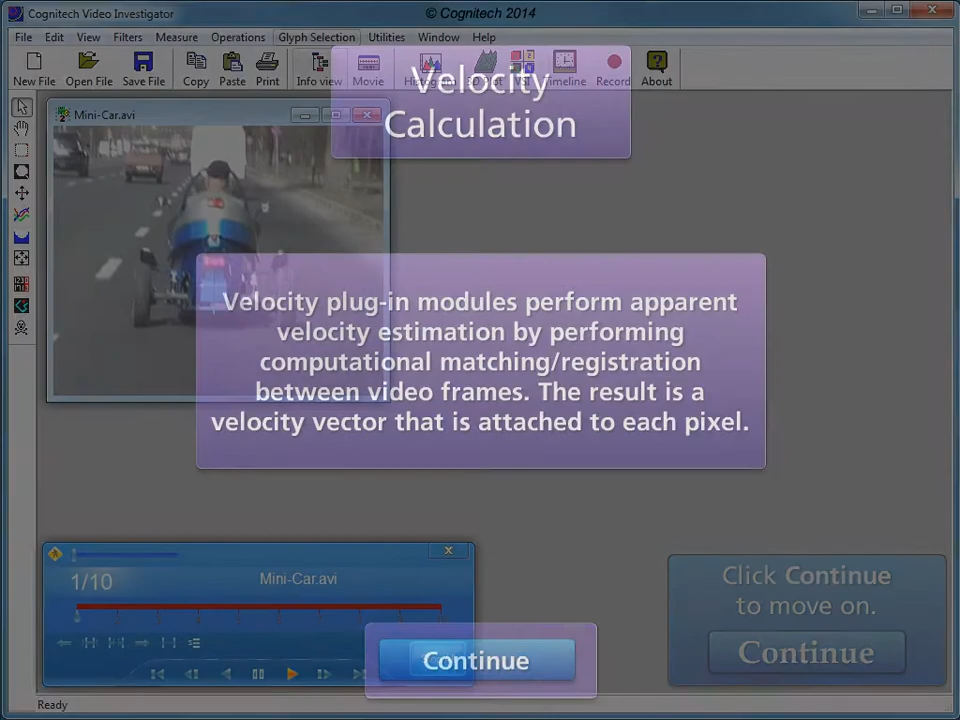 Cognitech Video Investigator
© Cognitech 2014
File Edit View Filters Measure Operations Glyph Selection Utilities Window Help
New File Open File Save File Copy Paste Print Info view Movie Timeline Record About
Velocity
Calculation
Mini-Car.avi
Velocity plug-in modules perform apparent
velocity estimation by performing
computational matching/registration
between video frames. The result is a
velocity vector that is attached to each pixel.
1/10 Mini-Car.avi
Click Continue
to move on.
Continue
Continue
Ready